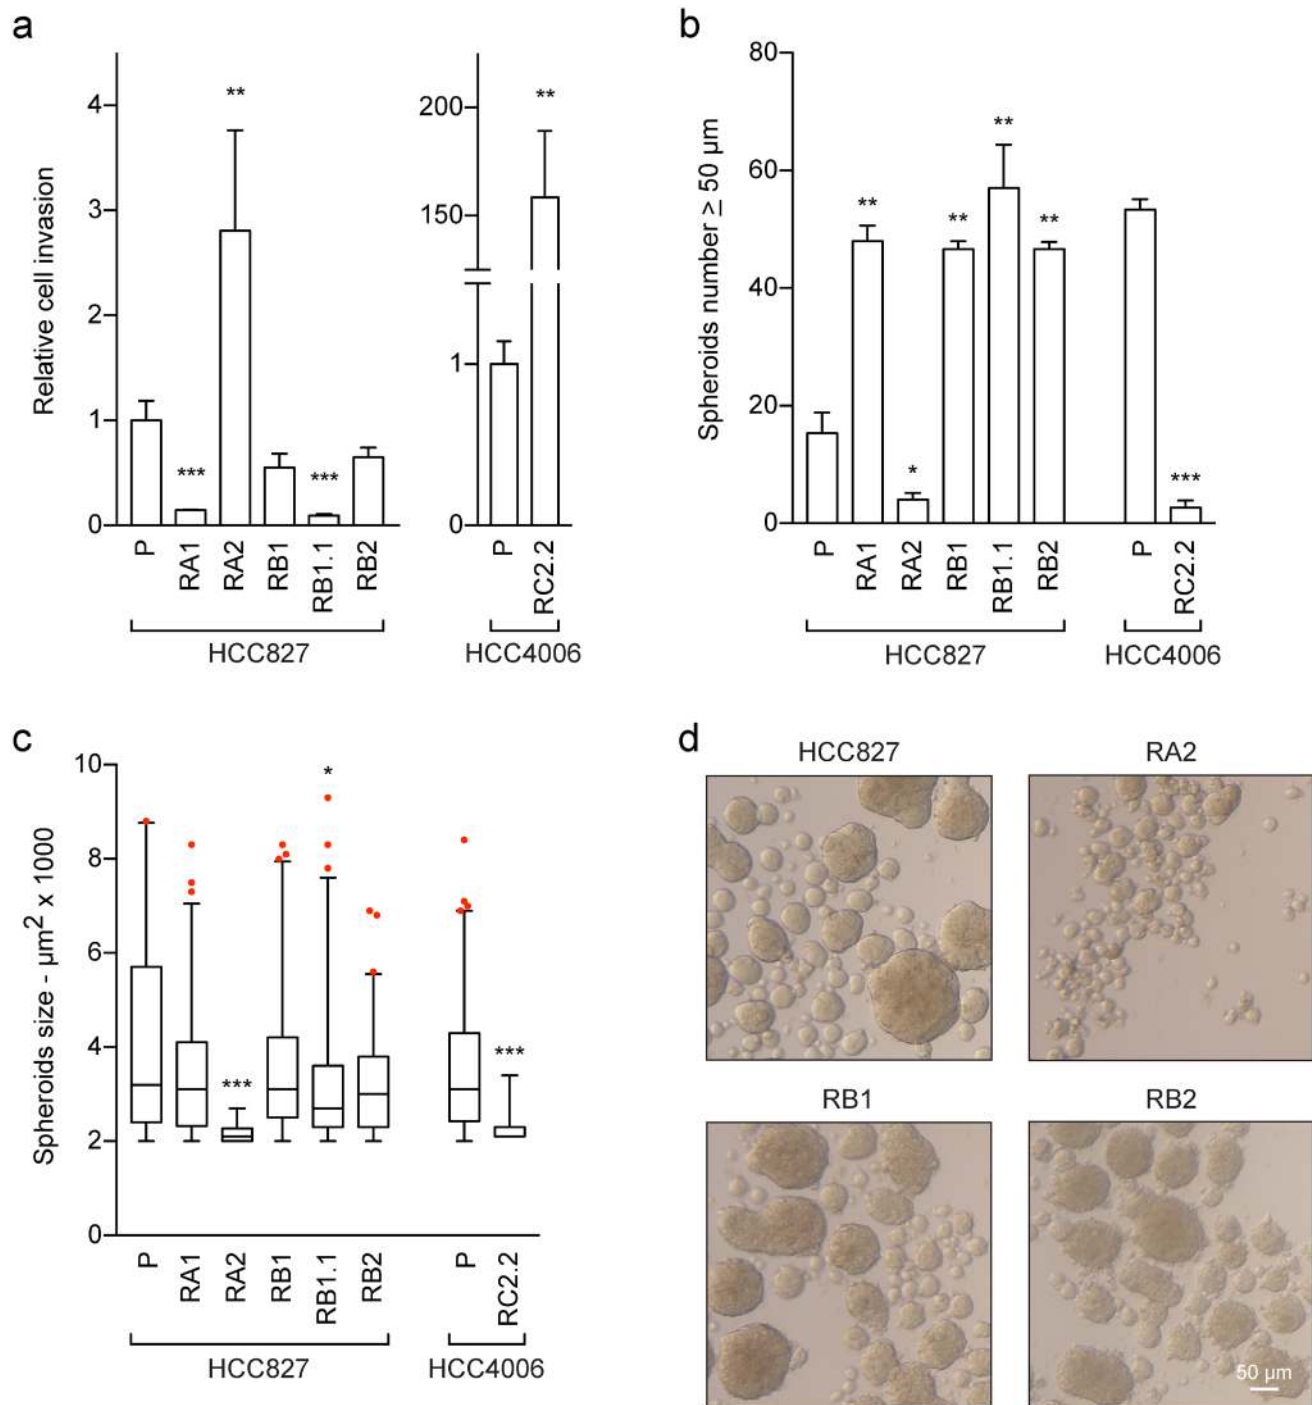 a
Relative cell invasion
4
3
2
1
0
**
***
***
P
RA1
RA2
RB1
RB1.1
RB2
HCC827
200
150
1
0
**
P
RC2.2
HCC4006
b
Spheroids number ≥ 50 µm
80
60
40
20
0
**
*
**
**
**
***
P
RA1
RA2
RB1
RB1.1
RB2
HCC827
P
RC2.2
HCC4006
c
Spheroids size - µm² x 1000
10
8
6
4
2
0
***
*
***
P
RA1
RA2
RB1
RB1.1
RB2
HCC827
P
RC2.2
HCC4006
d
HCC827
RA2
RB1
RB2
50 µm